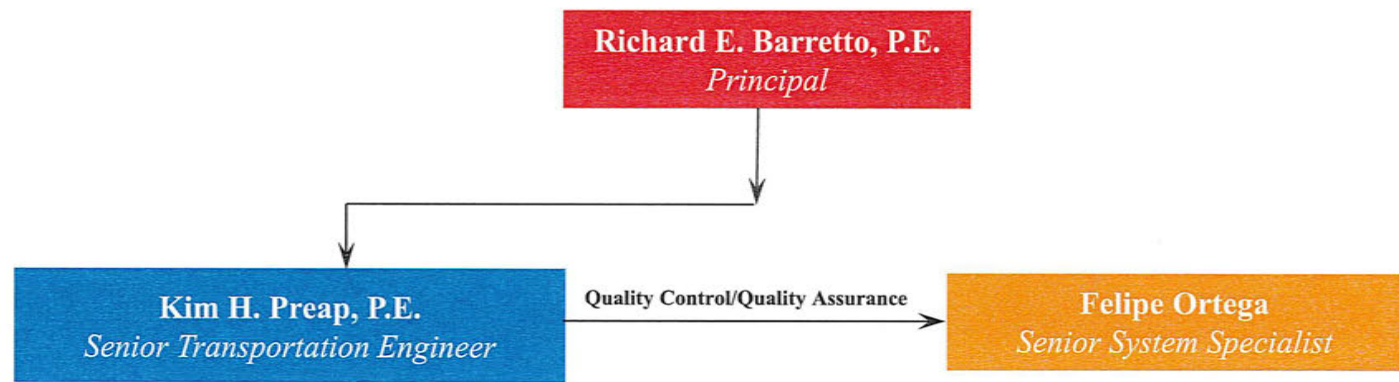 Richard E. Barretto, P.E.
Principal
Kim H. Preap, P.E.
Senior Transportation Engineer
Quality Control/Quality Assurance
Felipe Ortega
Senior System Specialist